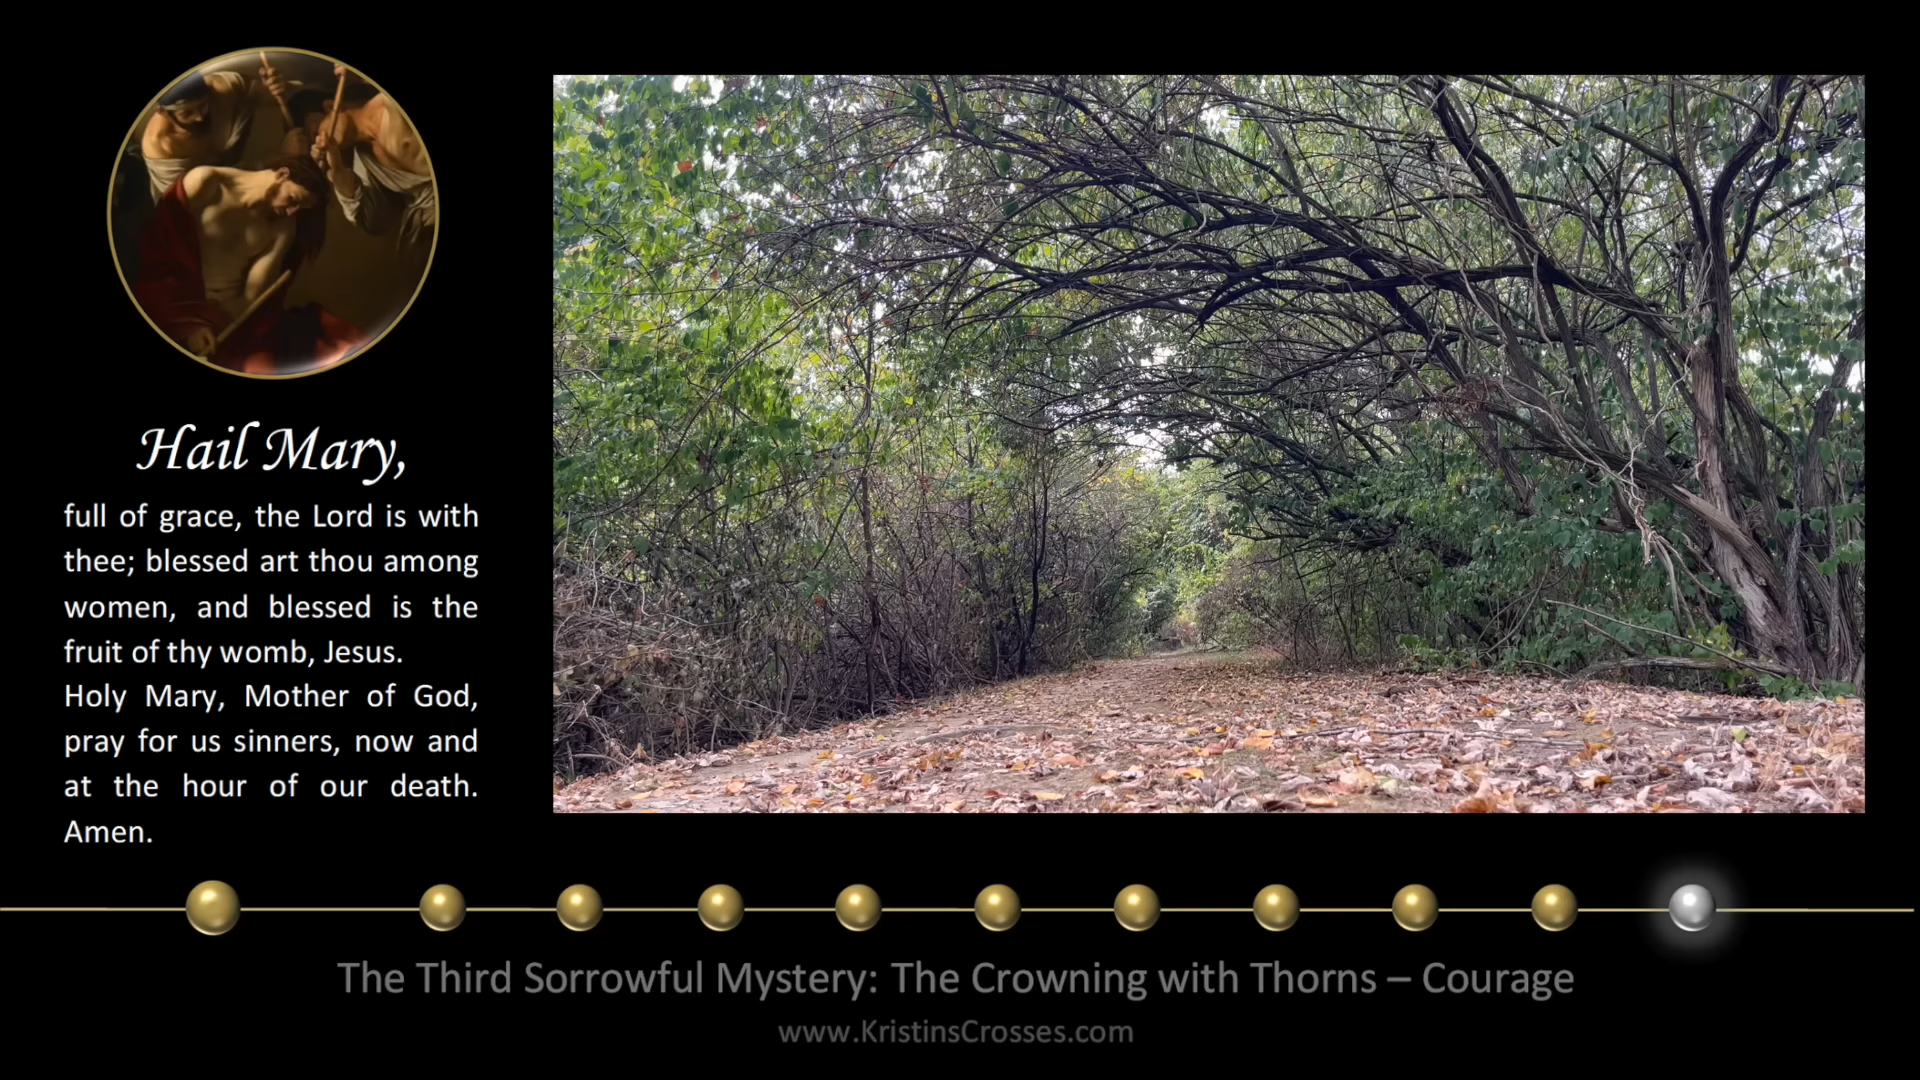 Hail Mary,
full of grace, the Lord is with
thee; blessed art thou among
women, and blessed is the
fruit of thy womb, Jesus.
Holy Mary, Mother of God,
pray for us sinners, now and
at the hour of our death.
Amen.
The Third Sorrowful Mystery: The Crowning with Thorns – Courage
www.KristinsCrosses.com